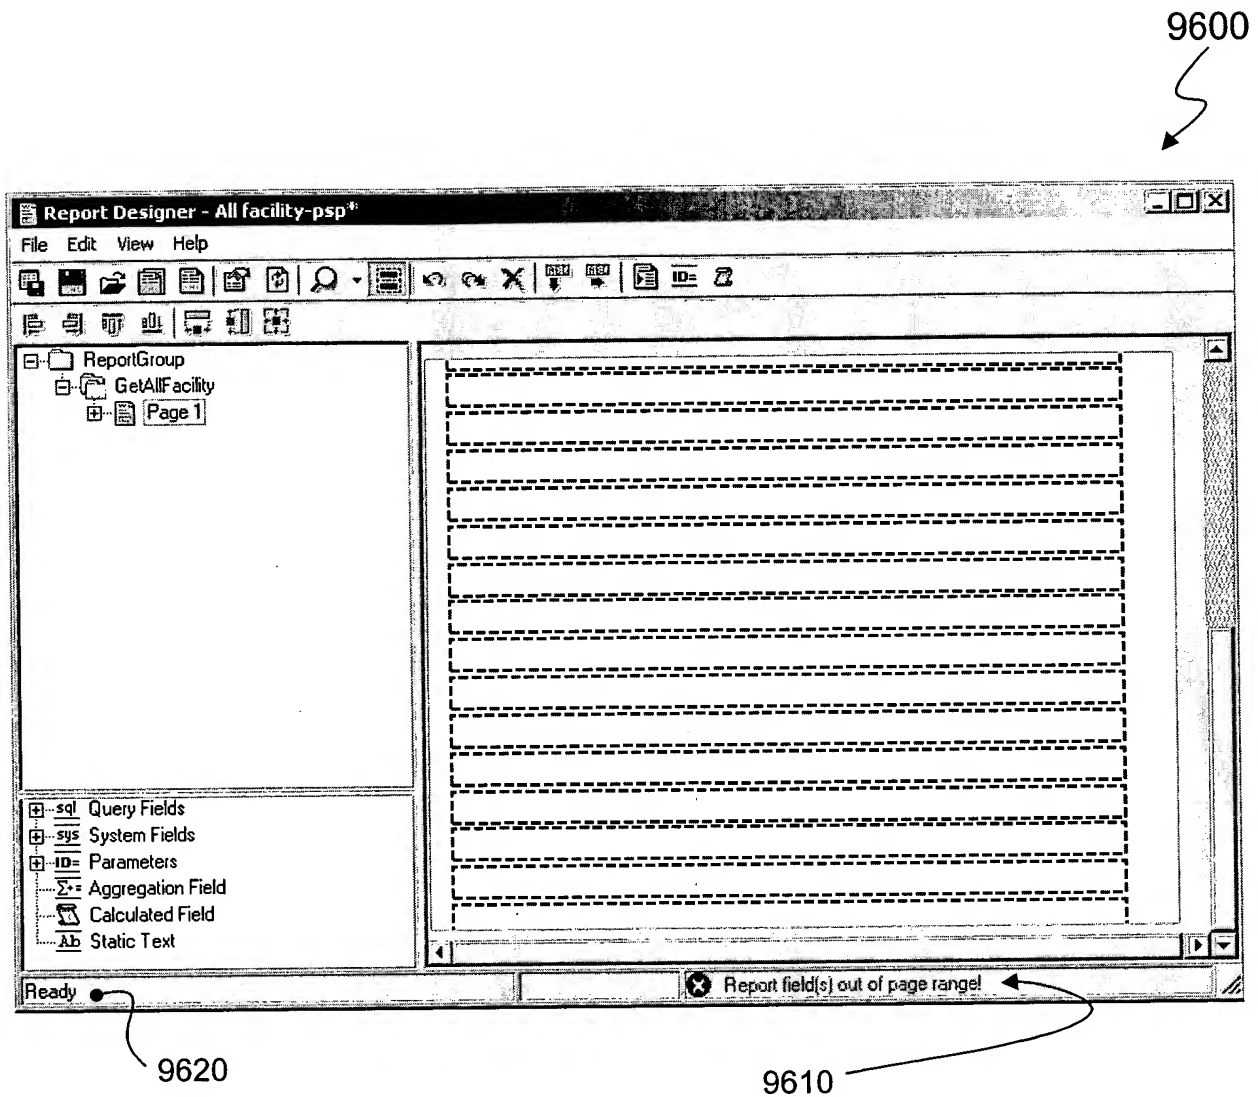 9600
Report Designer - All facility-psp*
File Edit View Help
ID=
ReportGroup
GetAllFacility
Page 1
sql Query Fields
sys System Fields
ID= Parameters
Σ+= Aggregation Field
Calculated Field
Ab Static Text
Ready
Report field(s) out of page range!
9620
9610